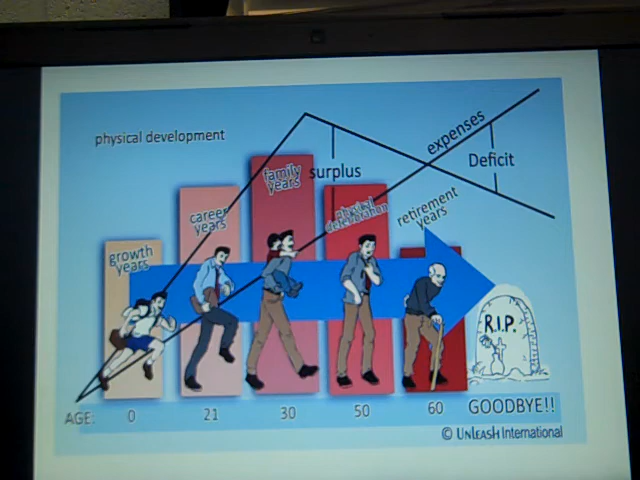 physical development
expenses
surplus
Deficit
family
years
career
years
physical
retirement
years
growth
years
R.I.P.
AGE: 0 21 30 50 60 GOODBYE!!
© UNLEASH International